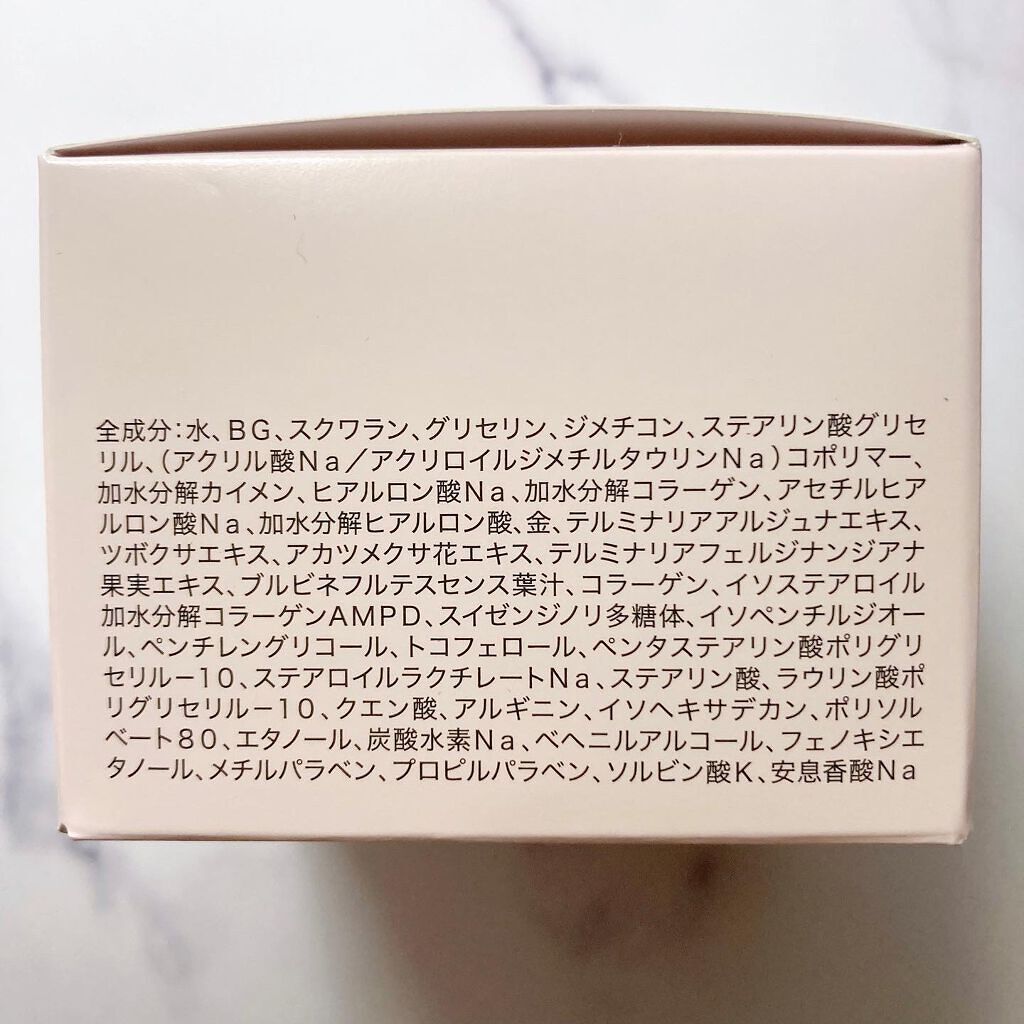 全成分:水、BG、スクワラン、グリセリン、ジメチコン、ステアリン酸グリセ
リル、(アクリル酸Na/アクリロイルジメチルタウリンNa)コポリマー、
加水分解カイメン、ヒアルロン酸Na、加水分解コラーゲン、アセチルヒア
ルロン酸Na、加水分解ヒアルロン酸、金、テルミナリアアルジュナエキス、
ツボクサエキス、アカツメクサ花エキス、テルミナリアフェルジナンジアナ
果実エキス、ブルビネフルテスセンス葉汁、コラーゲン、イソステアロイル
加水分解コラーゲンAMPD、スイゼンジノリ多糖体、イソペンチルジオー
ル、ペンチレングリコール、トコフェロール、ペンタステアリン酸ポリグリ
セリル-10、ステアロイルラクチレートNa、ステアリン酸、ラウリン酸ポ
リグリセリル-10、クエン酸、アルギニン、イソヘキサデカン、ポリソル
ベート80、エタノール、炭酸水素Na、ベヘニルアルコール、フェノキシエ
タノール、メチルパラベン、プロピルパラベン、ソルビン酸K、安息香酸Na